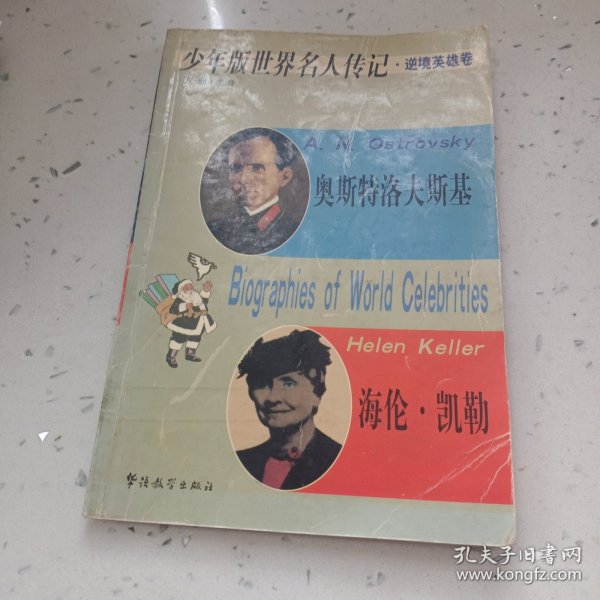 少年版世界名人传记·逆境英雄卷
A. N. Ostrovsky
奥斯特洛夫斯基
Biographies of World Celebrities
Helen Keller
海伦·凯勒
华语教学出版社
孔夫子旧书网
www.kongfz.com